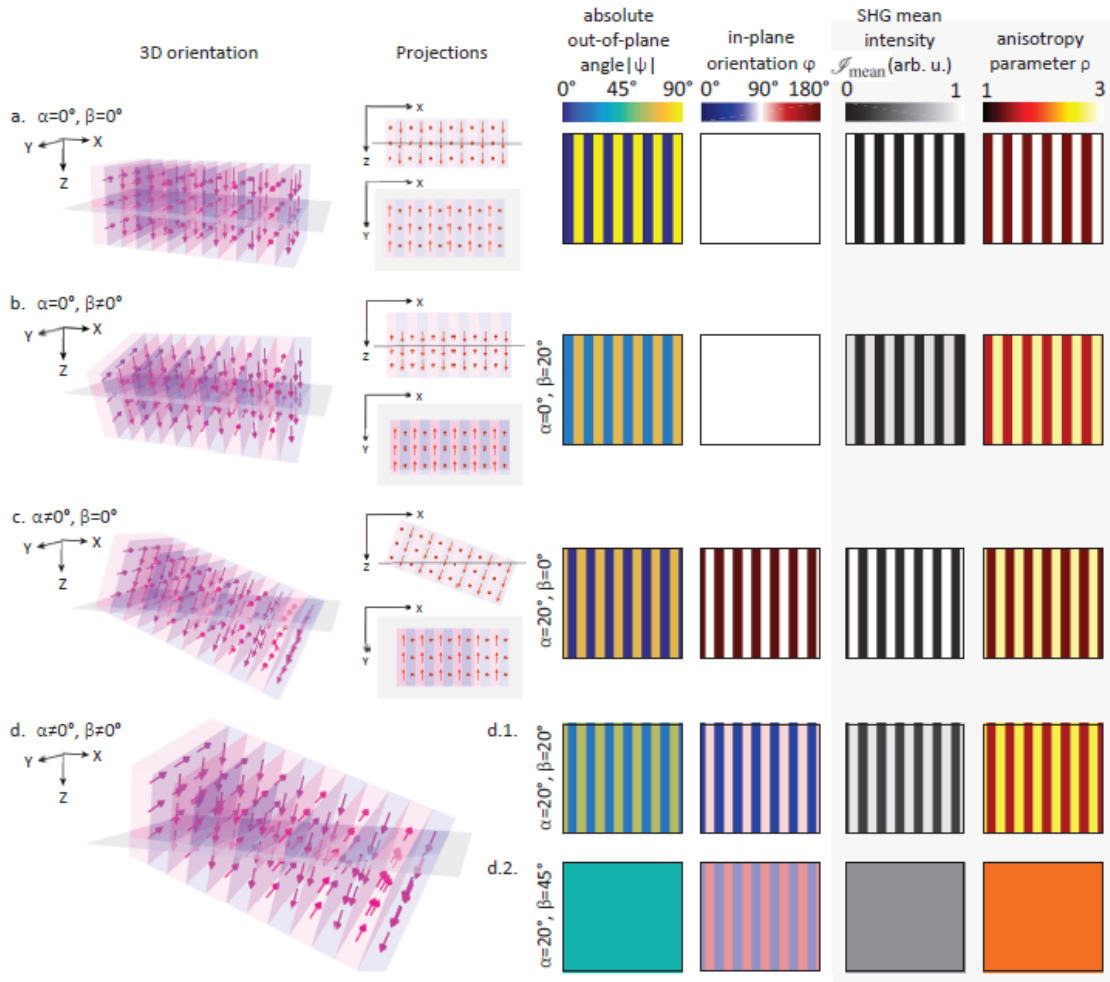 absolute
out-of-plane
angle|ψ|
in-plane
orientation φ
SHG mean
intensity
ℐmean (arb. u.)
anisotropy
parameter ρ
3D orientation
Projections
0° 45° 90°
0° 90° 180°
0 1
1 3
a. α=0°, β=0°
X
Y
Z
X
Z
X
Y
b. α=0°, β≠0°
X
Y
Z
X
Z
X
Y
α=0°, β=20°
c. α≠0°, β=0°
X
Y
Z
X
Z
X
Y
α=20°, β=0°
d. α≠0°, β≠0°
X
Y
Z
d.1.
α=20°, β=20°
d.2.
α=20°, β=45°